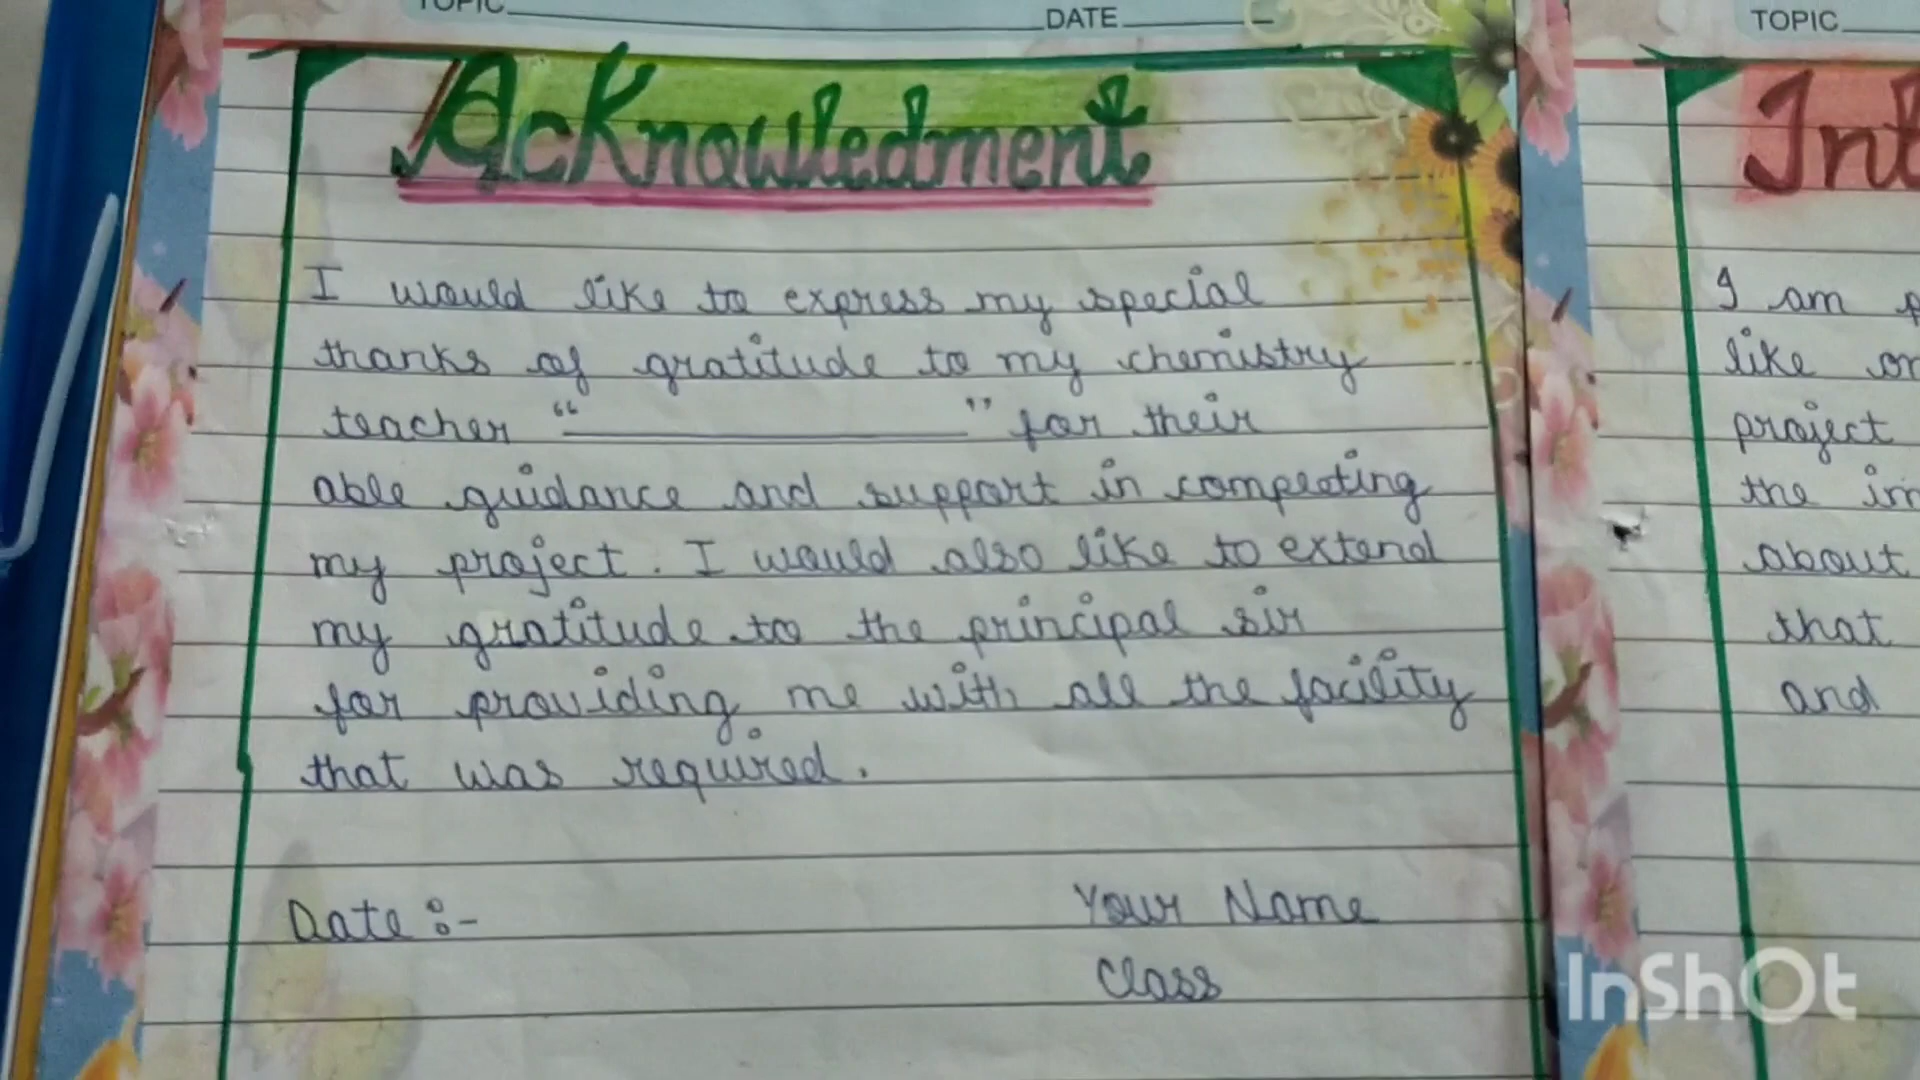 TOPIC
DATE
Acknowledment
I would like to express my special
thanks of gratitude to my chemistry
teacher “ ” for their
able guidance and support in compecting
my project. I would also like to extend
my gratitude to the principal sir
for providing me with all the facility
that was required.
Date :-
Your Name
Class
TOPIC
Int
I am
like
project
the
about
that
and
InShOt